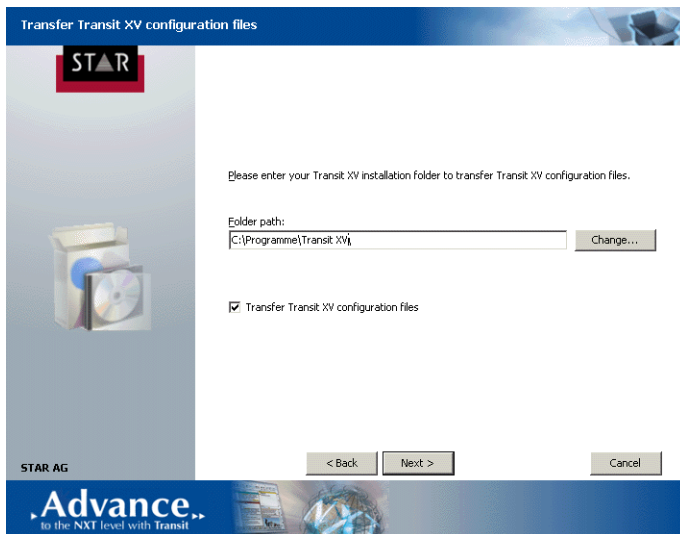 Transfer Transit XV configuration files
STAR
Please enter your Transit XV installation folder to transfer Transit XV configuration files.
Folder path:
C:\Programme\Transit XV\
Change...
Transfer Transit XV configuration files
STAR AG
< Back
Next >
Cancel
Advance
to the NXT level with Transit